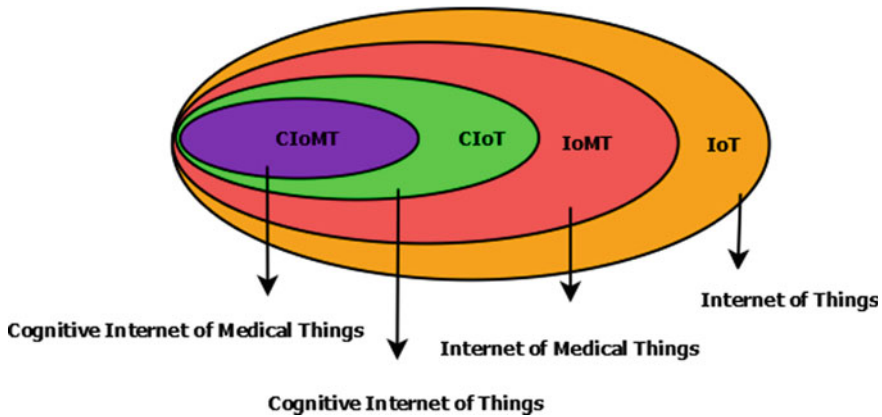 CIoMT
CIoT
IoMT
IoT
Internet of Things
Cognitive Internet of Medical Things
Internet of Medical Things
Cognitive Internet of Things